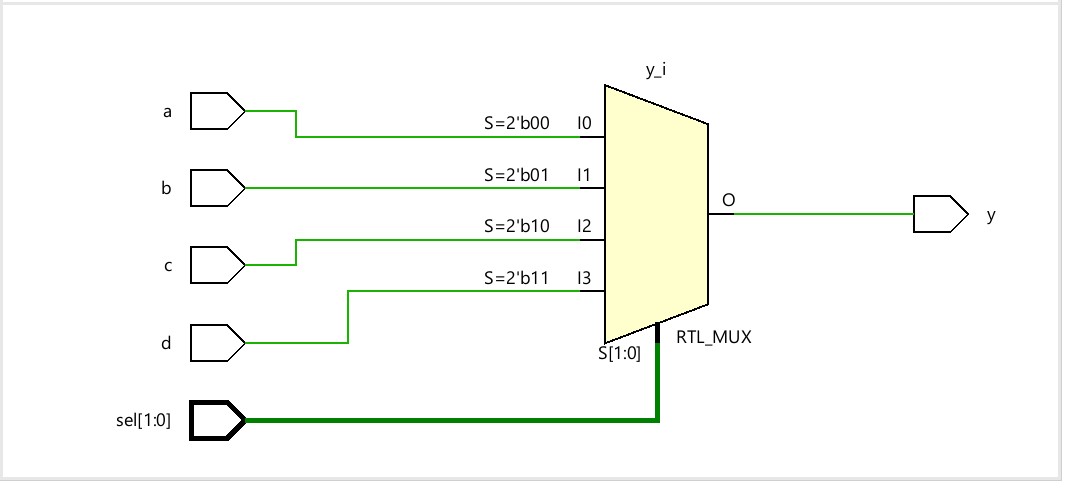 y_i
a
S=2'b00 I0
b
S=2'b01 I1
O
y
c
S=2'b10 I2
d
S=2'b11 I3
RTL_MUX
S[1:0]
sel[1:0]